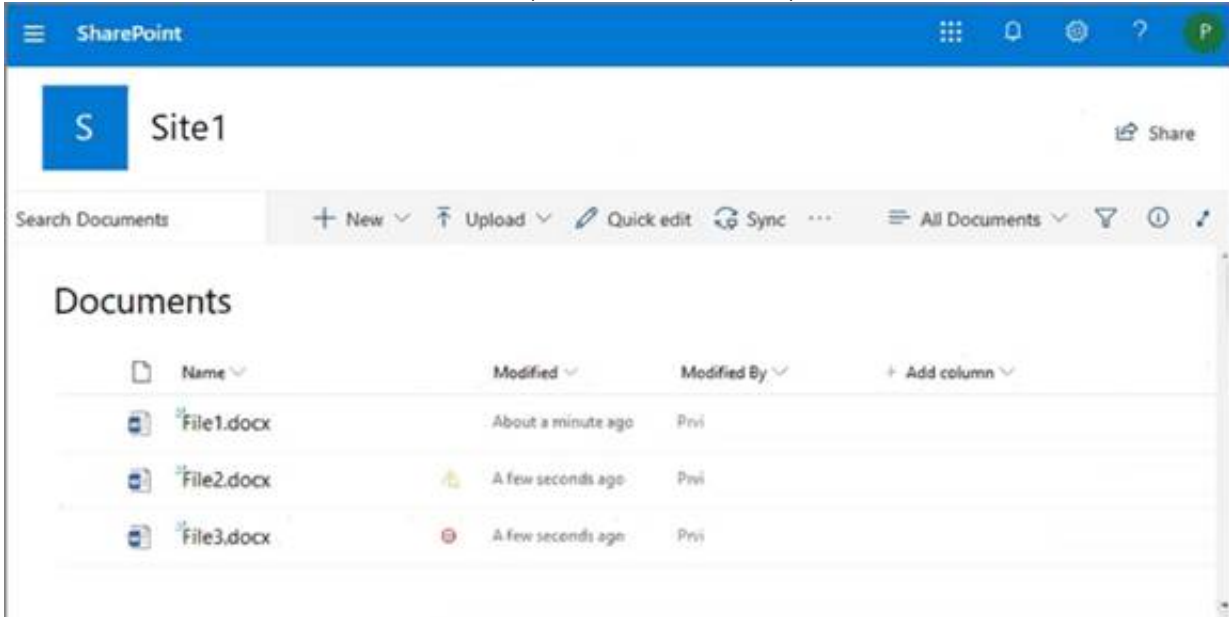 SharePoint ? P
S Site1 Share
Search Documents + New Upload Quick edit Sync ... All Documents
Documents
Name Modified Modified By + Add column
File1.docx About a minute ago Prvi
File2.docx A few seconds ago Prvi
File3.docx A few seconds ago Prvi